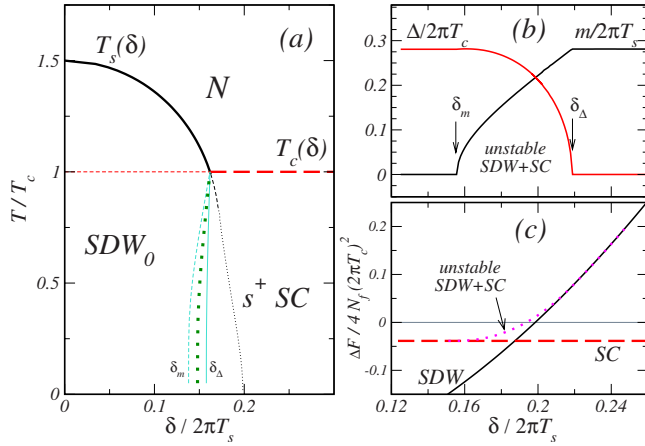 (a)
T_s(δ)
N
T_c(δ)
SDW_0
s^+ SC
δ_m
δ_Δ
T / T_c
1.5
1
0.5
0
0
0.1
0.2
δ / 2πT_s
(b)
Δ/2πT_c
m/2πT_s
δ_m
δ_Δ
unstable
SDW+SC
0.3
0.2
0.1
0
(c)
unstable
SDW+SC
SC
SDW
ΔF / 4 N_f (2πT_c)^2
0.2
0.1
0
-0.1
0.12
0.16
0.2
0.24
δ / 2πT_s